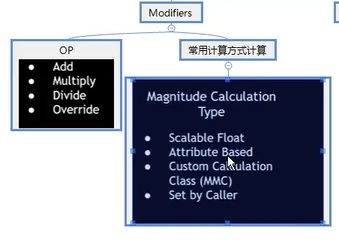 Modifiers
OP
Add
Multiply
Divide
Override
常用计算方式计算
Magnitude Calculation
Type
Scalable Float
Attribute Based
Custom Calculation
Class (MMC)
Set by Caller